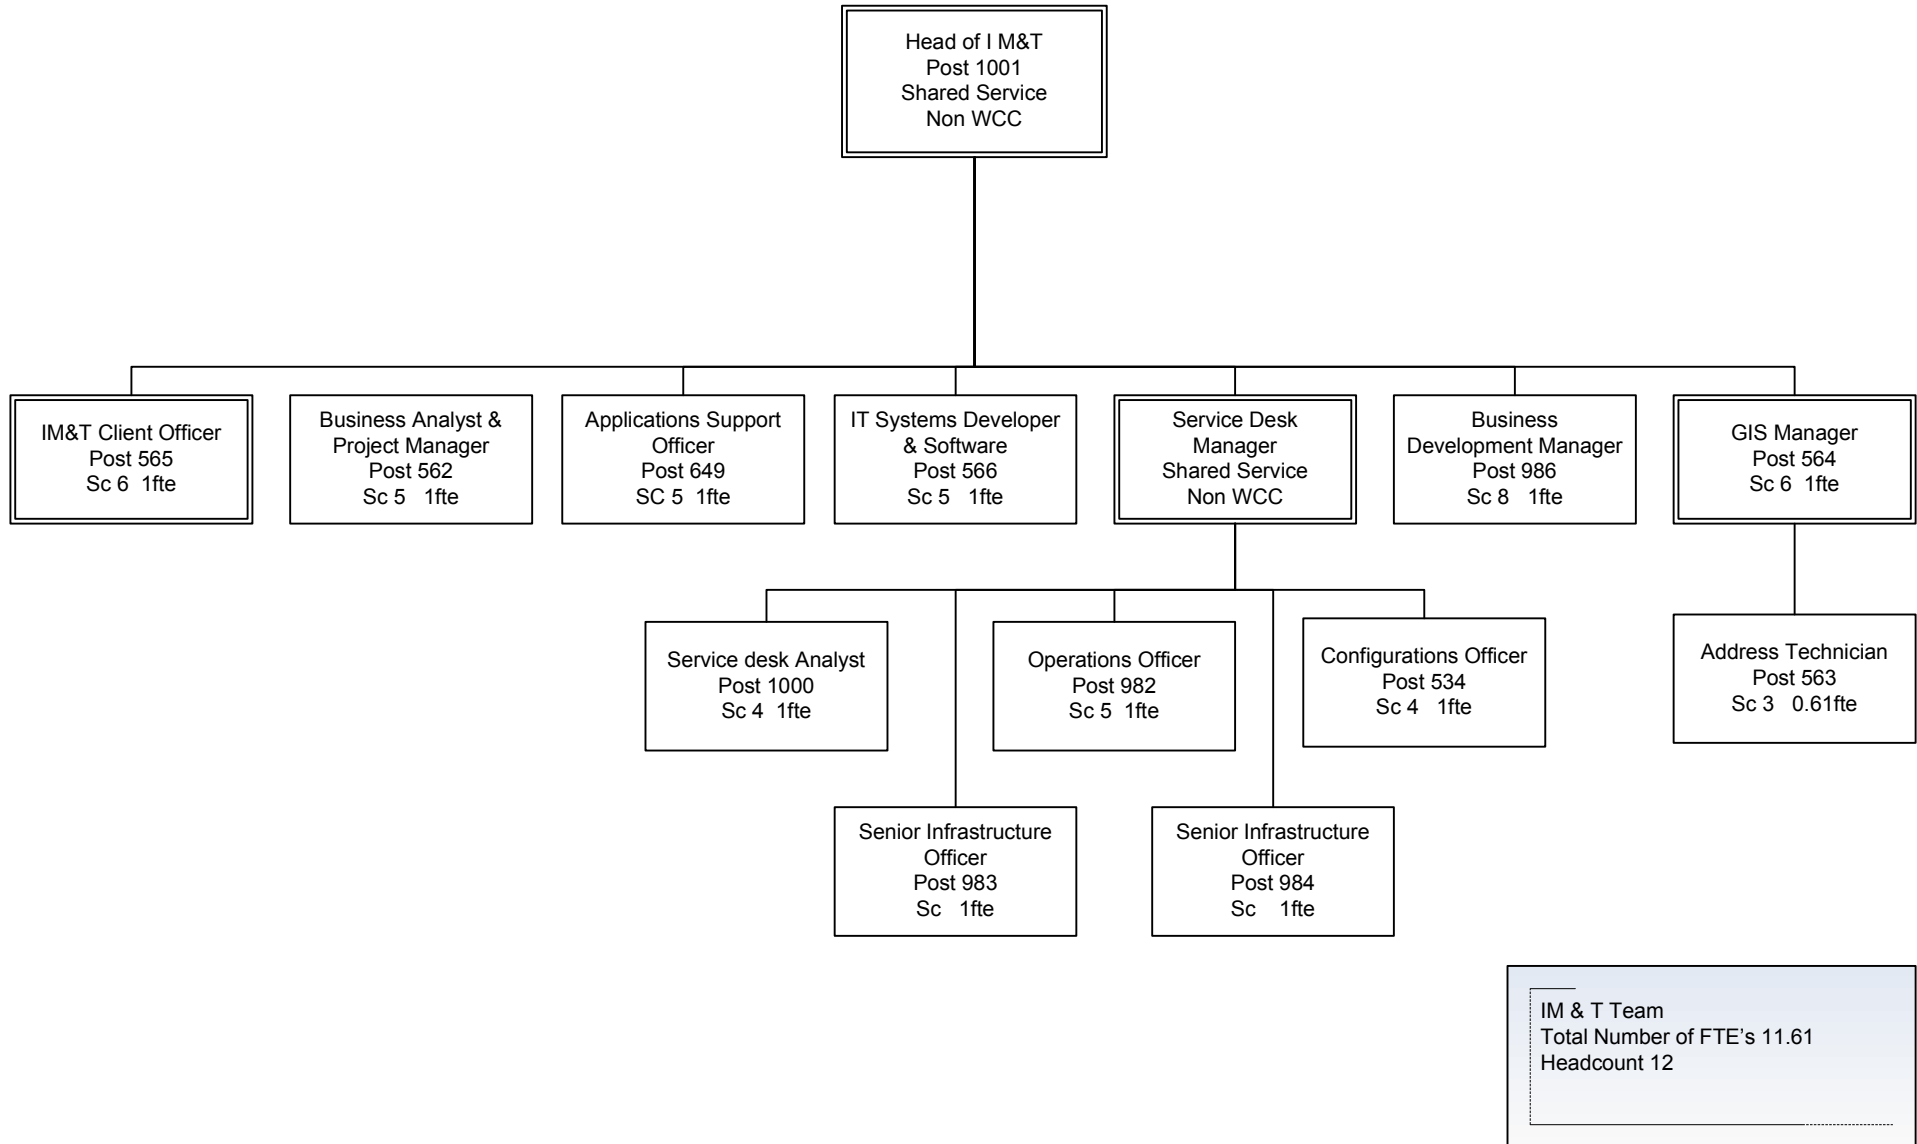 Head of I M&T
Post 1001
Shared Service
Non WCC
IM&T Client Officer
Post 565
Sc 6  1fte
Business Analyst &
Project Manager
Post 562
Sc 5   1fte
Applications Support
Officer
Post 649
SC 5  1fte
IT Systems Developer
& Software
Post 566
Sc 5   1fte
Service Desk
Manager
Shared Service
Non WCC
Business
Development Manager
Post 986
Sc 8   1fte
GIS Manager
Post 564
Sc 6  1fte
Service desk Analyst
Post 1000
Sc 4  1fte
Operations Officer
Post 982
Sc 5  1fte
Configurations Officer
Post 534
Sc 4   1fte
Address Technician
Post 563
Sc 3   0.61fte
Senior Infrastructure
Officer
Post 983
Sc   1fte
Senior Infrastructure
Officer
Post 984
Sc    1fte
IM & T Team
Total Number of FTE’s 11.61
Headcount 12